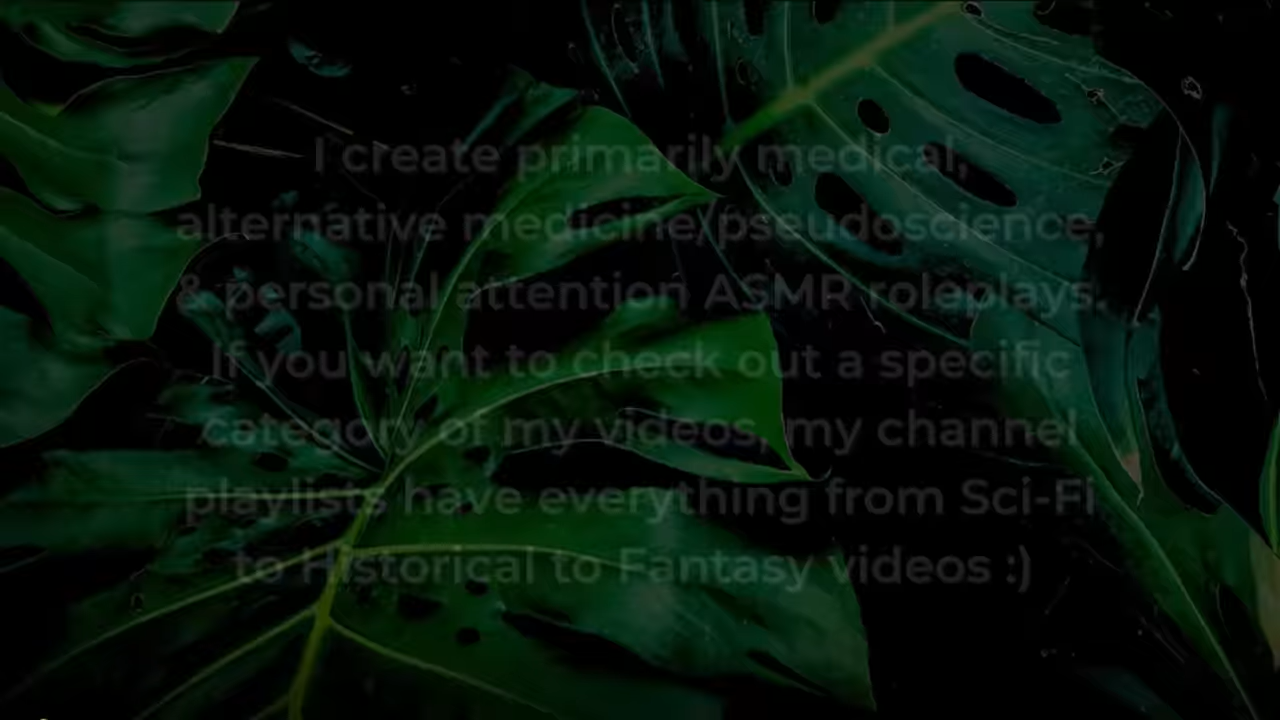 I create primarily medical,
alternative medicine/pseudoscience,
& personal attention ASMR roleplays.
If you want to check out a specific
category of my videos, my channel
playlists have everything from Sci-Fi
to Historical to Fantasy videos :)